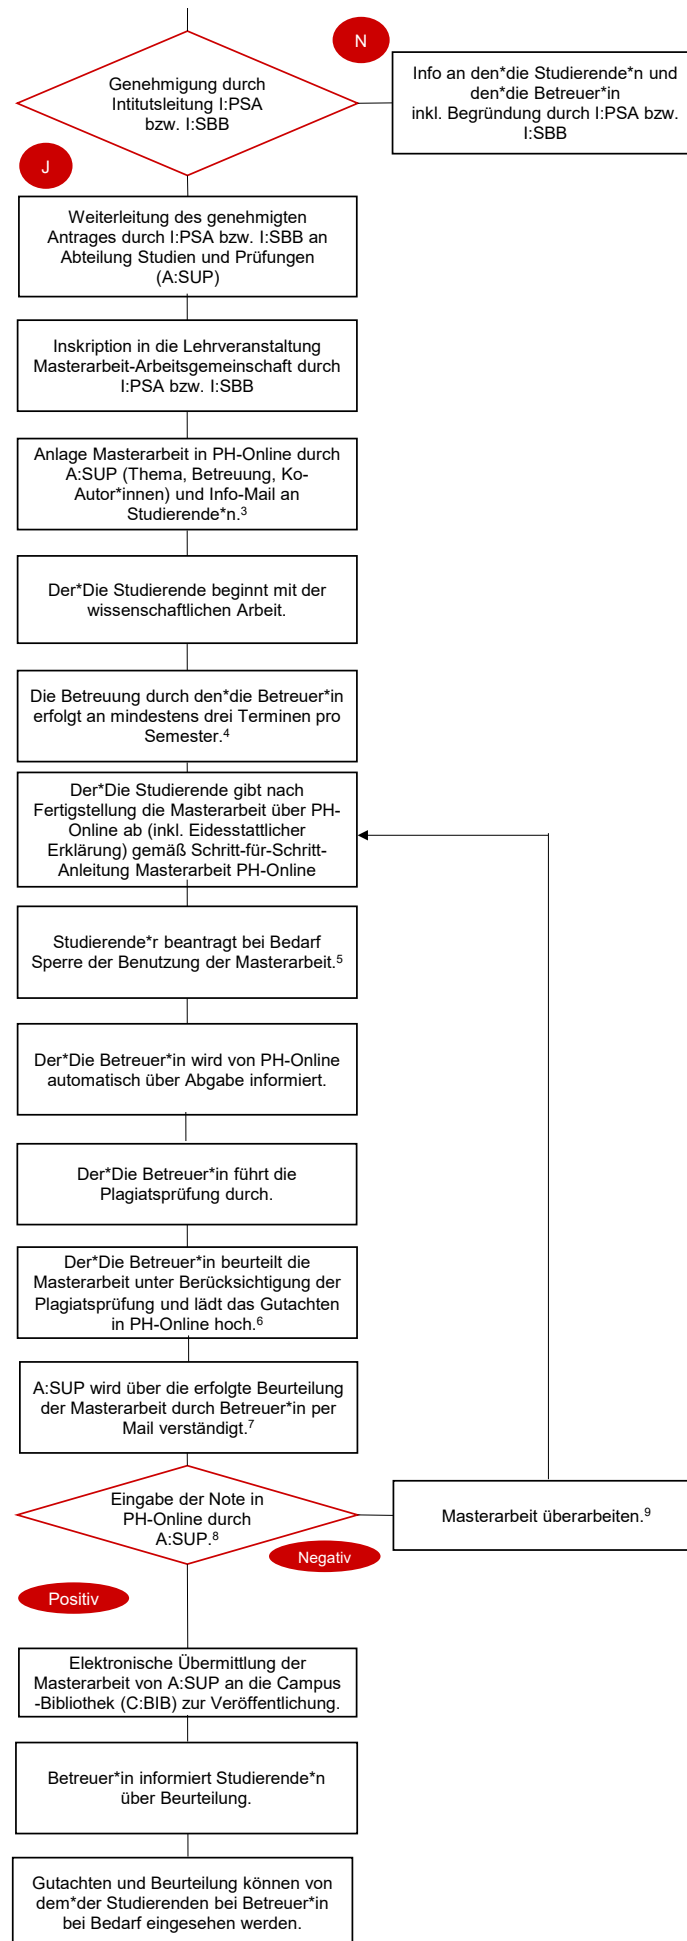 N
Genehmigung durch
Intitutsleitung I:PSA
bzw. I:SBB
Info an den*die Studierende*n und
den*die Betreuer*in
inkl. Begründung durch I:PSA bzw.
I:SBB
J
Weiterleitung des genehmigten
Antrages durch I:PSA bzw. I:SBB an
Abteilung Studien und Prüfungen
(A:SUP)
Inskription in die Lehrveranstaltung
Masterarbeit-Arbeitsgemeinschaft durch
I:PSA bzw. I:SBB
Anlage Masterarbeit in PH-Online durch
A:SUP (Thema, Betreuung, Ko-
Autor*innen) und Info-Mail an
Studierende*n.³
Der*Die Studierende beginnt mit der
wissenschaftlichen Arbeit.
Die Betreuung durch den*die Betreuer*in
erfolgt an mindestens drei Terminen pro
Semester.⁴
Der*Die Studierende gibt nach
Fertigstellung die Masterarbeit über PH-
Online ab (inkl. Eidesstattlicher
Erklärung) gemäß Schritt-für-Schritt-
Anleitung Masterarbeit PH-Online
Studierende*r beantragt bei Bedarf
Sperre der Benutzung der Masterarbeit.⁵
Der*Die Betreuer*in wird von PH-Online
automatisch über Abgabe informiert.
Der*Die Betreuer*in führt die
Plagiatsprüfung durch.
Der*Die Betreuer*in beurteilt die
Masterarbeit unter Berücksichtigung der
Plagiatsprüfung und lädt das Gutachten
in PH-Online hoch.⁶
A:SUP wird über die erfolgte Beurteilung
der Masterarbeit durch Betreuer*in per
Mail verständigt.⁷
Eingabe der Note in
PH-Online durch
A:SUP.⁸
Masterarbeit überarbeiten.⁹
Negativ
Positiv
Elektronische Übermittlung der
Masterarbeit von A:SUP an die Campus
-Bibliothek (C:BIB) zur Veröffentlichung.
Betreuer*in informiert Studierende*n
über Beurteilung.
Gutachten und Beurteilung können von
dem*der Studierenden bei Betreuer*in
bei Bedarf eingesehen werden.